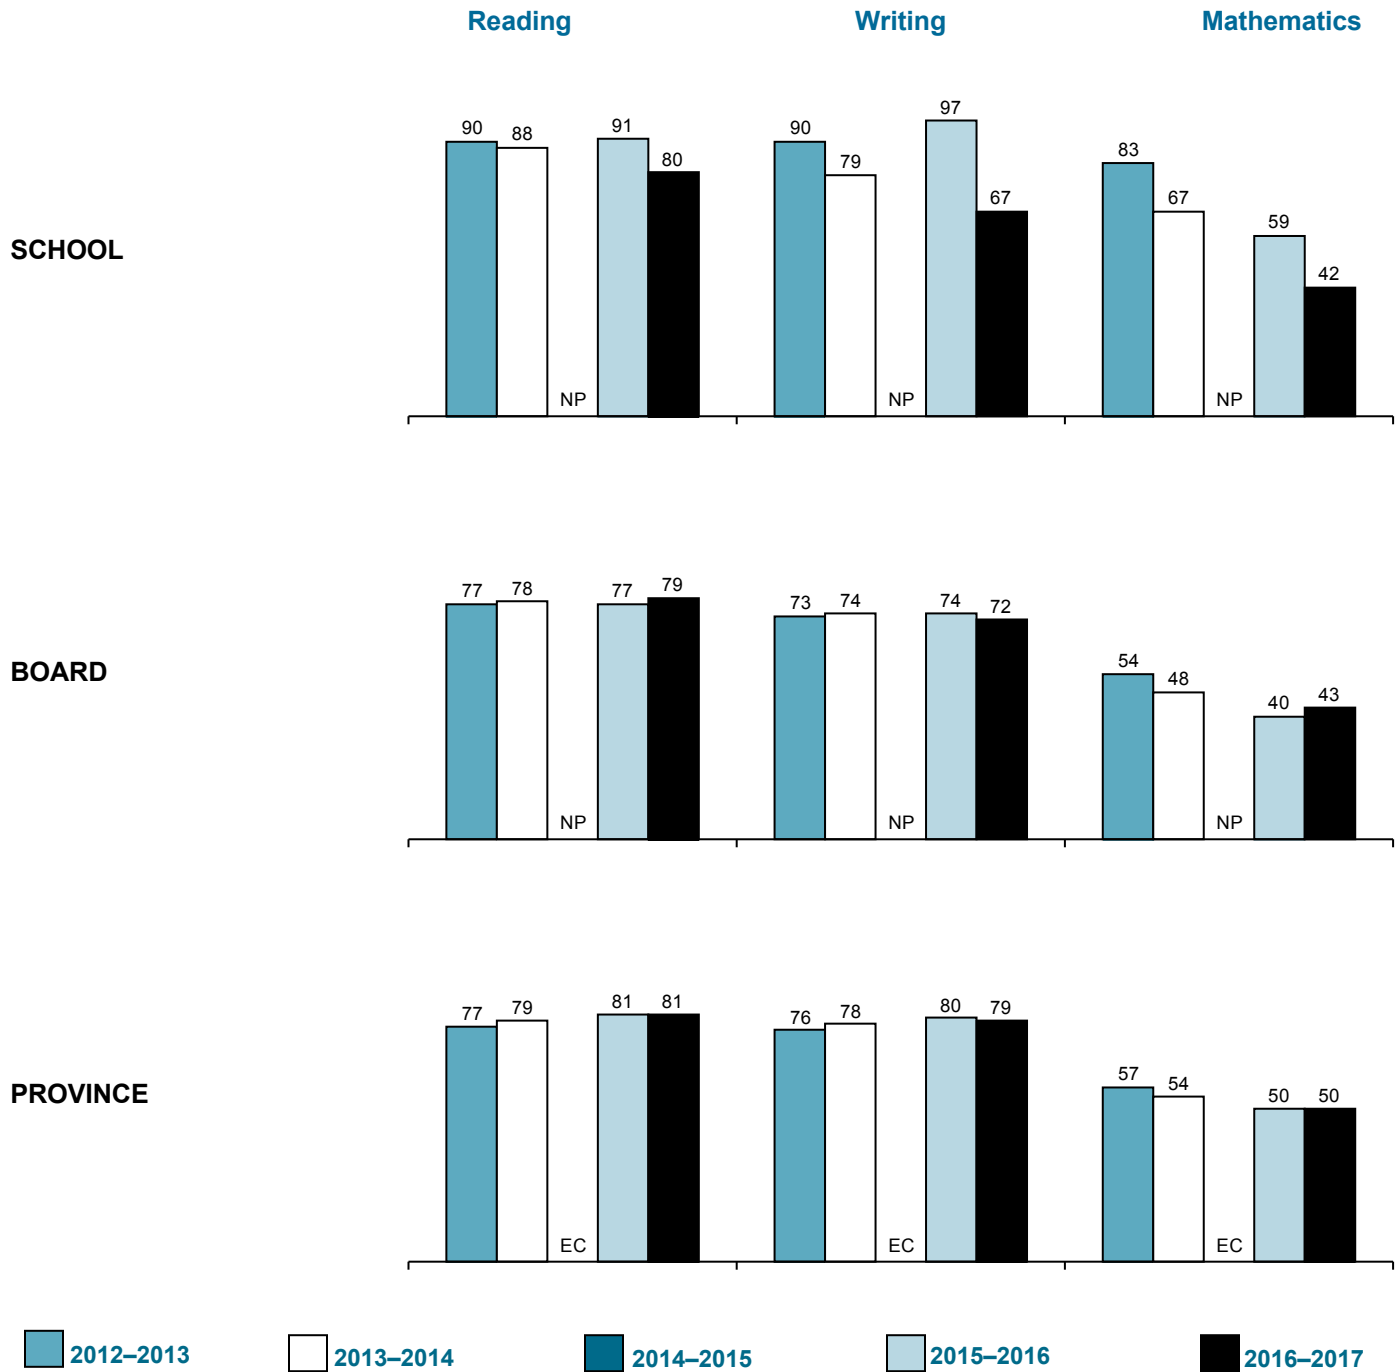 Reading Writing Mathematics
90 88 NP 91 80 90 79 NP 97 67 83 67 NP 59 42
SCHOOL
77 78 NP 77 79 73 74 NP 74 72 54 48 NP 40 43
BOARD
77 79 EC 81 81 76 78 EC 80 79 57 54 EC 50 50
PROVINCE
2012–2013 2013–2014 2014–2015 2015–2016 2016–2017